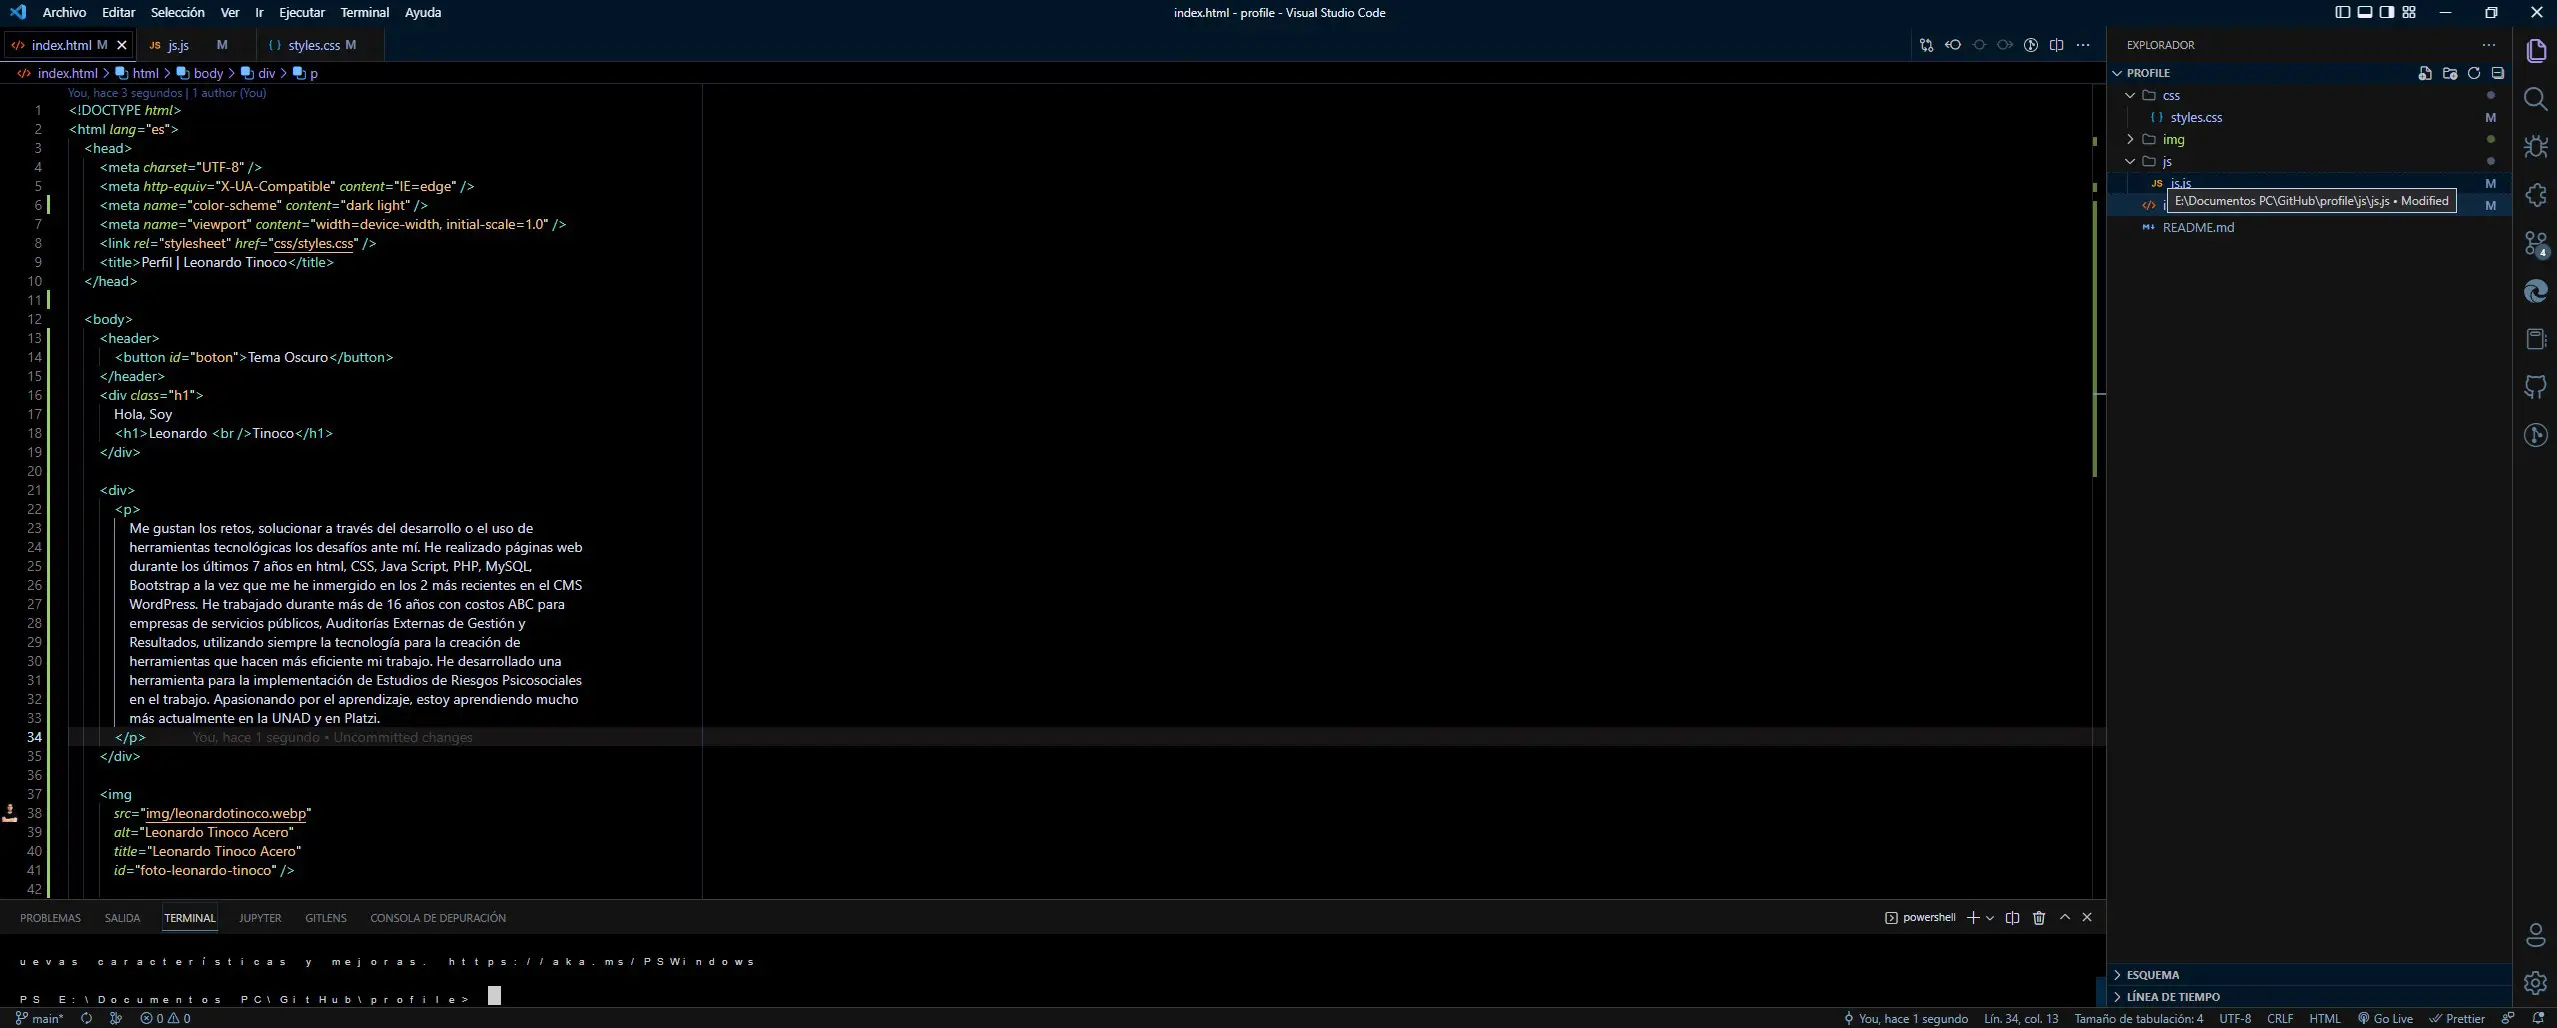 Archivo Editar Selección Ver Ir Ejecutar Terminal Ayuda
index.html - profile - Visual Studio Code
index.html M JS js.js M { } styles.css M
index.html > html > body > div > p
You, hace 3 segundos | 1 author (You)
1 <!DOCTYPE html>
2 <html lang="es">
3 <head>
4 <meta charset="UTF-8" />
5 <meta http-equiv="X-UA-Compatible" content="IE=edge" />
6 <meta name="color-scheme" content="dark light" />
7 <meta name="viewport" content="width=device-width, initial-scale=1.0" />
8 <link rel="stylesheet" href="css/styles.css" />
9 <title>Perfil | Leonardo Tinoco</title>
10 </head>
11
12 <body>
13 <header>
14 <button id="boton">Tema Oscuro</button>
15 </header>
16 <div class="h1">
17 Hola, Soy
18 <h1>Leonardo <br />Tinoco</h1>
19 </div>
20
21 <div>
22 <p>
23 Me gustan los retos, solucionar a través del desarrollo o el uso de
24 herramientas tecnológicas los desafíos ante mí. He realizado páginas web
25 durante los últimos 7 años en html, CSS, Java Script, PHP, MySQL,
26 Bootstrap a la vez que me he inmergido en los 2 más recientes en el CMS
27 WordPress. He trabajado durante más de 16 años con costos ABC para
28 empresas de servicios públicos, Auditorías Externas de Gestión y
29 Resultados, utilizando siempre la tecnología para la creación de
30 herramientas que hacen más eficiente mi trabajo. He desarrollado una
31 herramienta para la implementación de Estudios de Riesgos Psicosociales
32 en el trabajo. Apasionando por el aprendizaje, estoy aprendiendo mucho
33 más actualmente en la UNAD y en Platzi.
34 </p> You, hace 1 segundo • Uncommitted changes
35 </div>
36
37 <img
38 src="img/leonardotinoco.webp"
39 alt="Leonardo Tinoco Acero"
40 title="Leonardo Tinoco Acero"
41 id="foto-leonardo-tinoco" />
42
EXPLORADOR
PROFILE
css
{ } styles.css M
img
js
JS js.js M
E:\Documentos PC\GitHub\profile\js\js.js • Modified
M
README.md
ESQUEMA
LÍNEA DE TIEMPO
4
PROBLEMAS SALIDA TERMINAL JUPYTER GITLENS CONSOLA DE DEPURACIÓN
powershell
uevas características y mejoras. https://aka.ms/PSWindows
PS E:\Documentos PC\GitHub\profile>
main* 0 0
You, hace 1 segundo Lín. 34, col. 13 Tamaño de tabulación: 4 UTF-8 CRLF HTML Go Live Prettier